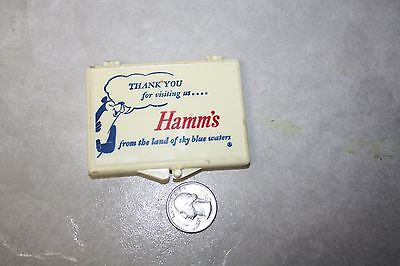 THANK YOU
for visiting us....
Hamm's
from the land of sky blue waters
®